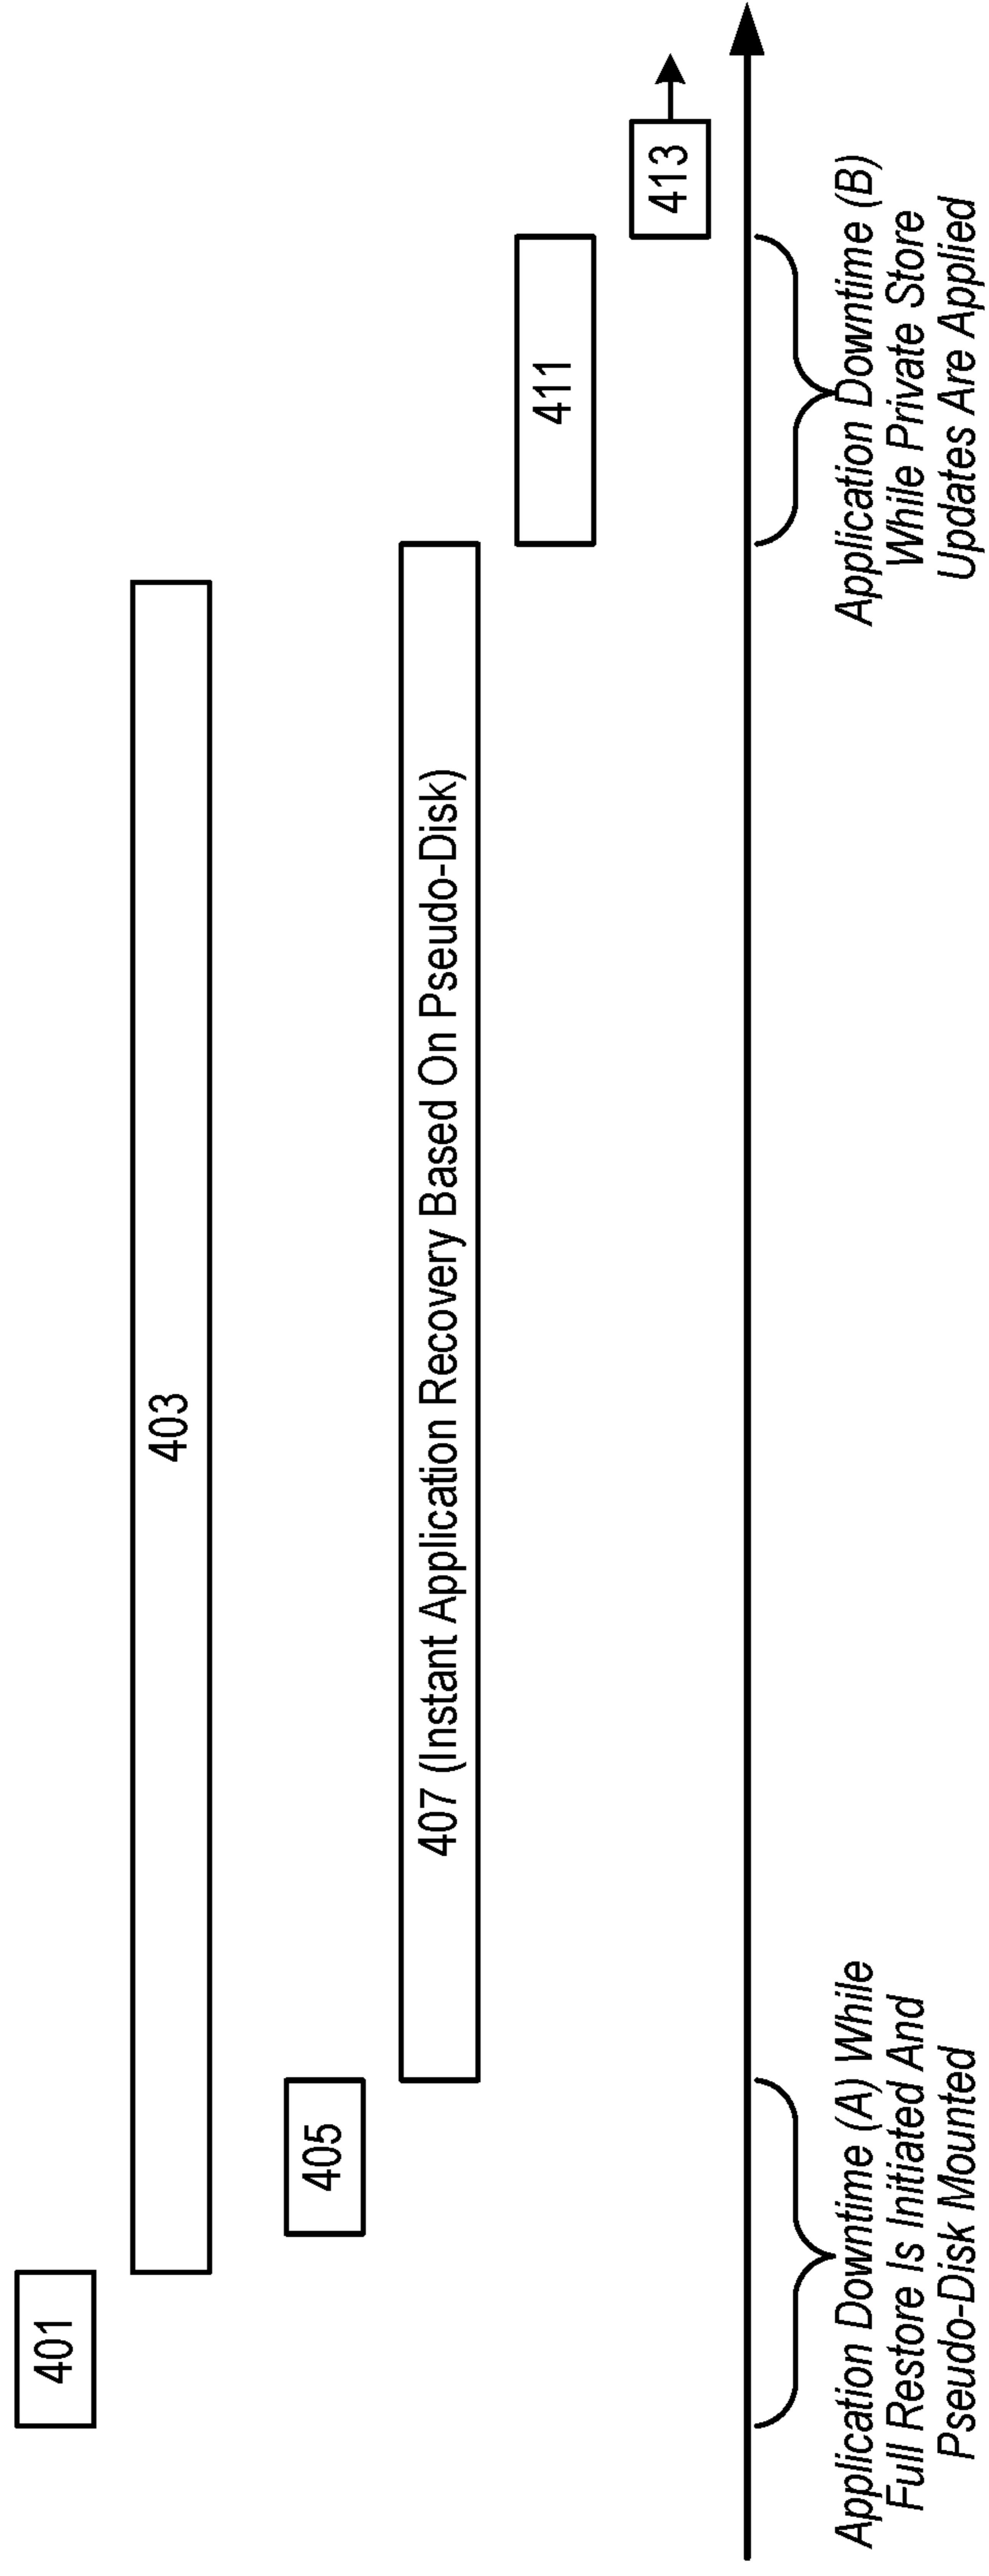 401
403
405
407 (Instant Application Recovery Based On Pseudo-Disk)
411
413
Application Downtime (A) While
Full Restore Is Initiated And
Pseudo-Disk Mounted
Application Downtime (B)
While Private Store
Updates Are Applied